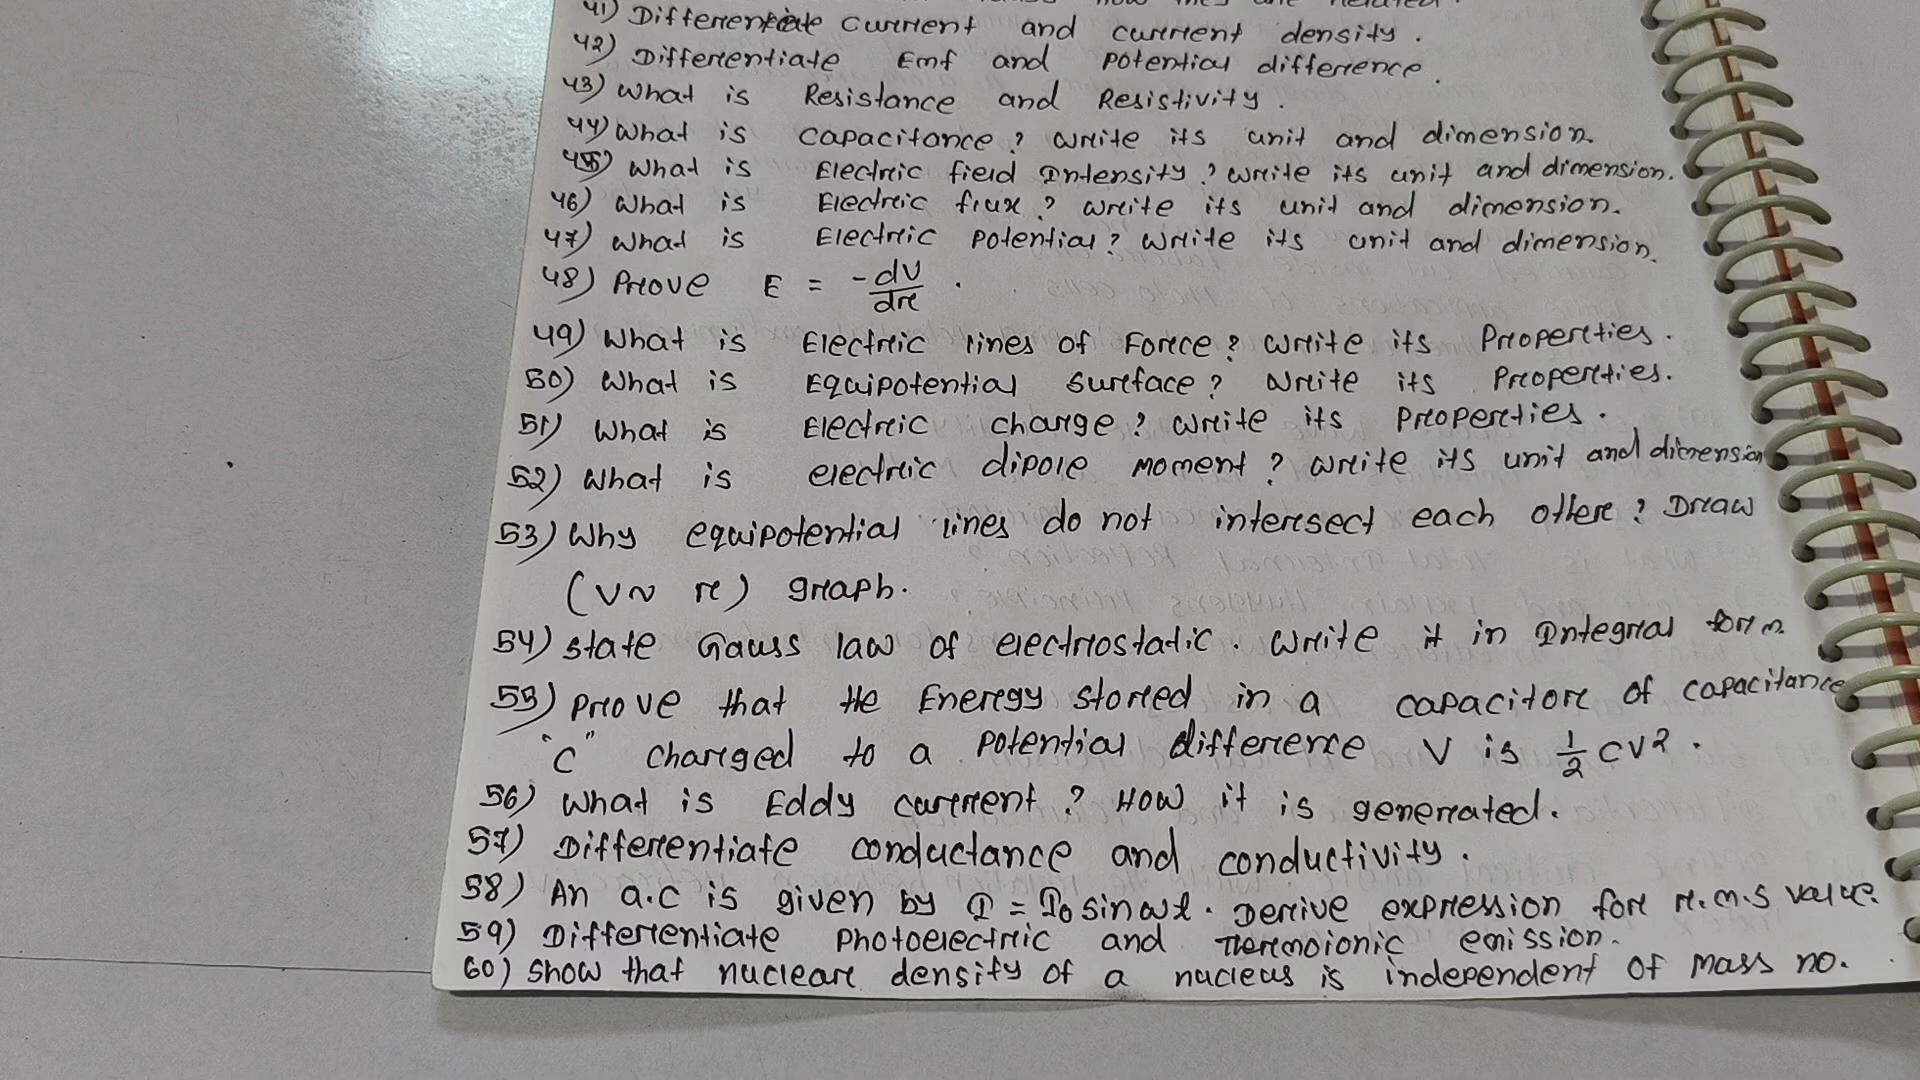 how they are related.
41) Differentiate current and current density.
42) Differentiate Emf and potential difference.
43) What is Resistance and Resistivity.
44) What is capacitance? Write its unit and dimension.
45) What is Electric field Intensity? Write its unit and dimension.
46) What is Electric flux? Write its unit and dimension.
47) What is Electric Potential? Write its unit and dimension.
48) Prove E = -dv/dr.
49) What is Electric lines of Force? Write its Properties.
50) What is Equipotential surface? Write its Properties.
51) What is Electric charge? Write its Properties.
52) What is electric dipole moment? Write its unit and dimension
53) Why equipotential lines do not intersect each other? Draw
(V~ r) graph.
54) State Gauss law of electrostatic. Write it in Integral form.
55) Prove that the Energy stored in a capacitor of capacitance
"C" charged to a potential difference V is 1/2 CV².
56) What is Eddy current? How it is generated.
57) Differentiate conductance and conductivity.
58) An a.c is given by I = I₀ sin ωt. Derive expression for r.m.s value.
59) Differentiate Photoelectric and Thermoionic emission.
60) Show that nuclear density of a nucleus is independent of mass no.